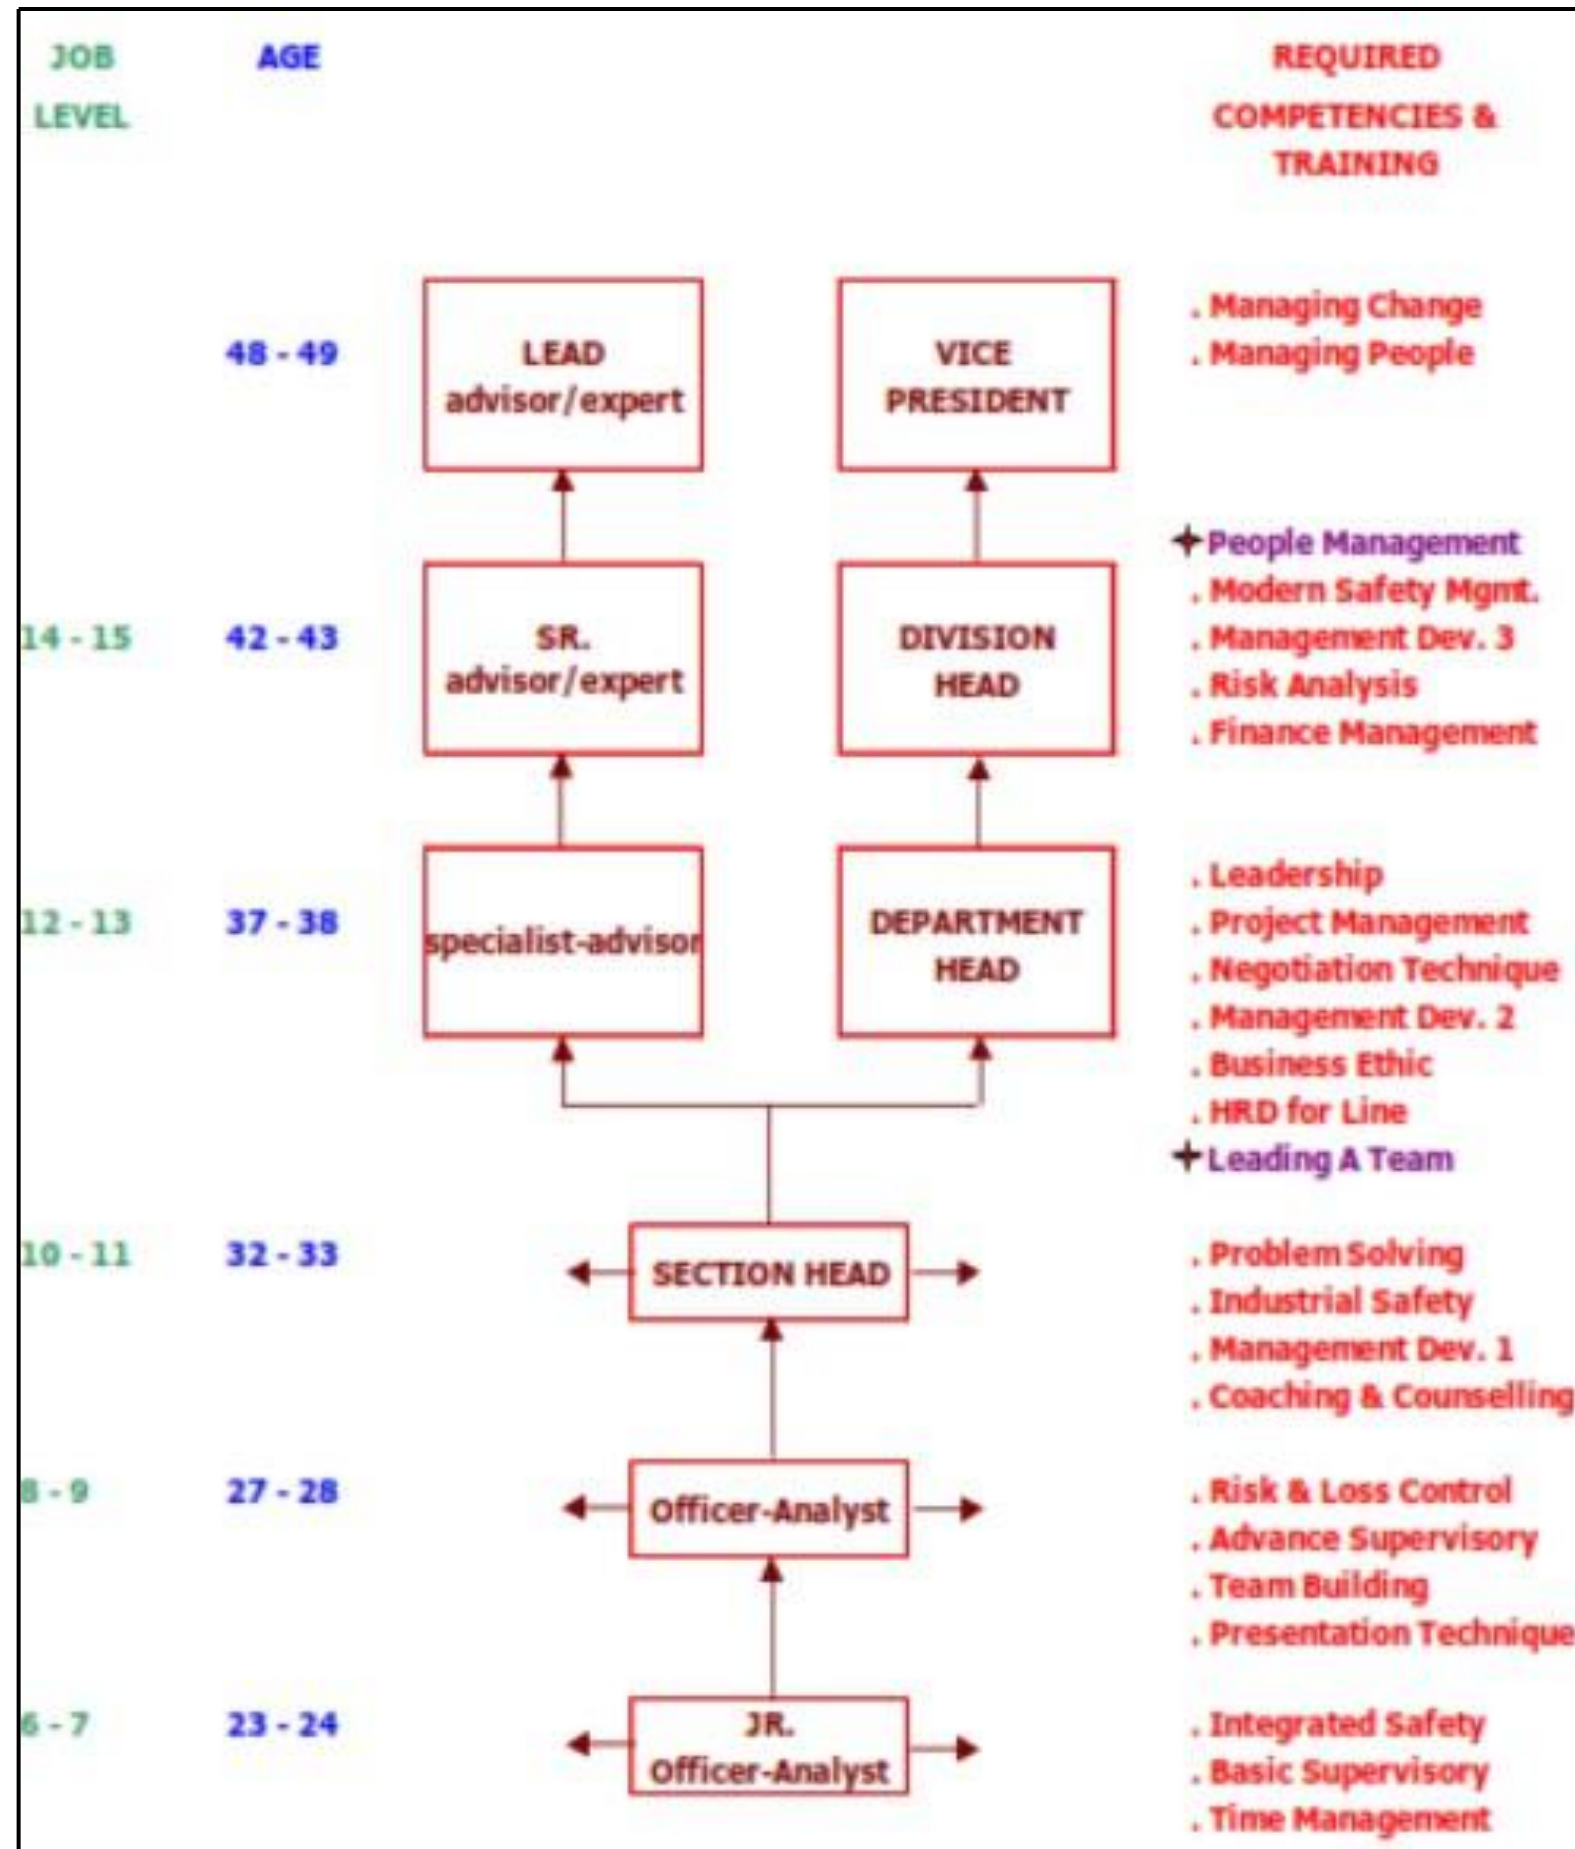 JOB AGE REQUIRED
LEVEL COMPETENCIES &
TRAINING
. Managing Change
48 - 49 LEAD VICE . Managing People
advisor/expert PRESIDENT
People Management
. Modern Safety Mgmt.
14 - 15 42 - 43 SR. DIVISION . Management Dev. 3
advisor/expert HEAD . Risk Analysis
. Finance Management
. Leadership
12 - 13 37 - 38 DEPARTMENT . Project Management
specialist-advisor HEAD . Negotiation Technique
. Management Dev. 2
. Business Ethic
. HRD for Line
Leading A Team
10 - 11 32 - 33 SECTION HEAD . Problem Solving
. Industrial Safety
. Management Dev. 1
. Coaching & Counselling
8 - 9 27 - 28 Officer-Analyst . Risk & Loss Control
. Advance Supervisory
. Team Building
. Presentation Technique
6 - 7 23 - 24 JR. . Integrated Safety
Officer-Analyst . Basic Supervisory
. Time Management